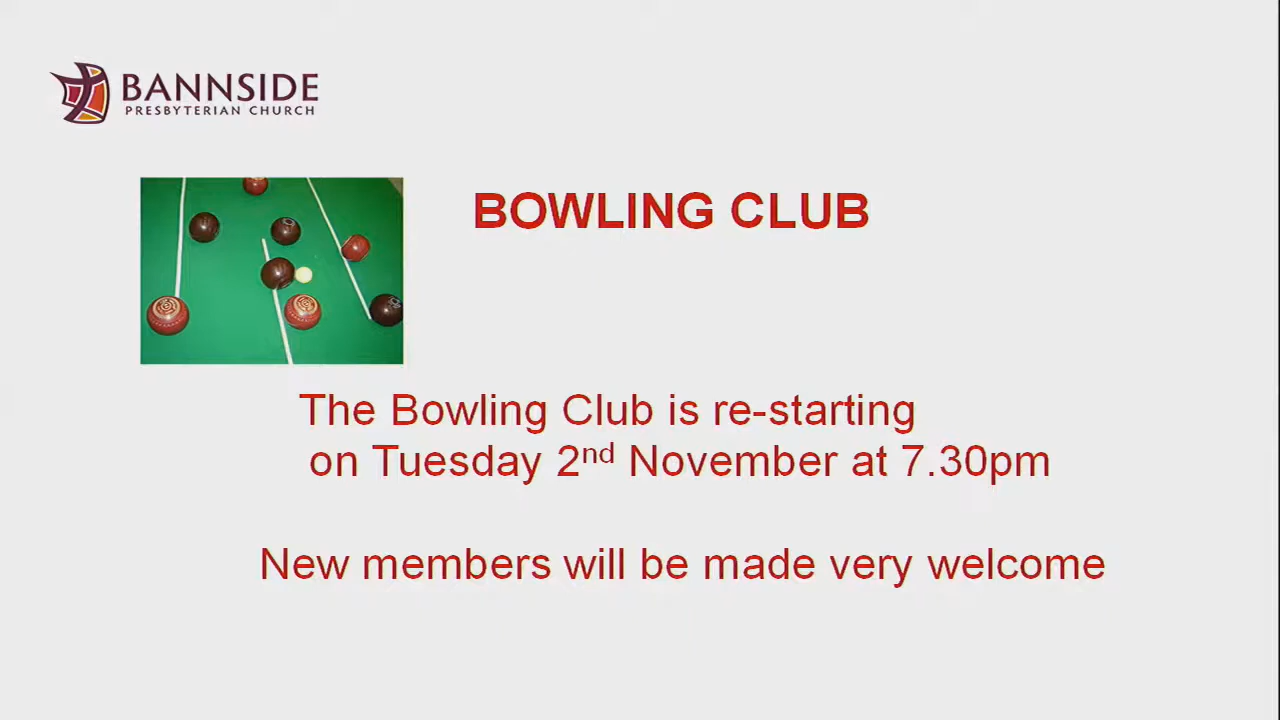 BANNSIDE
PRESBYTERIAN CHURCH
BOWLING CLUB
The Bowling Club is re-starting
on Tuesday 2nd November at 7.30pm
New members will be made very welcome